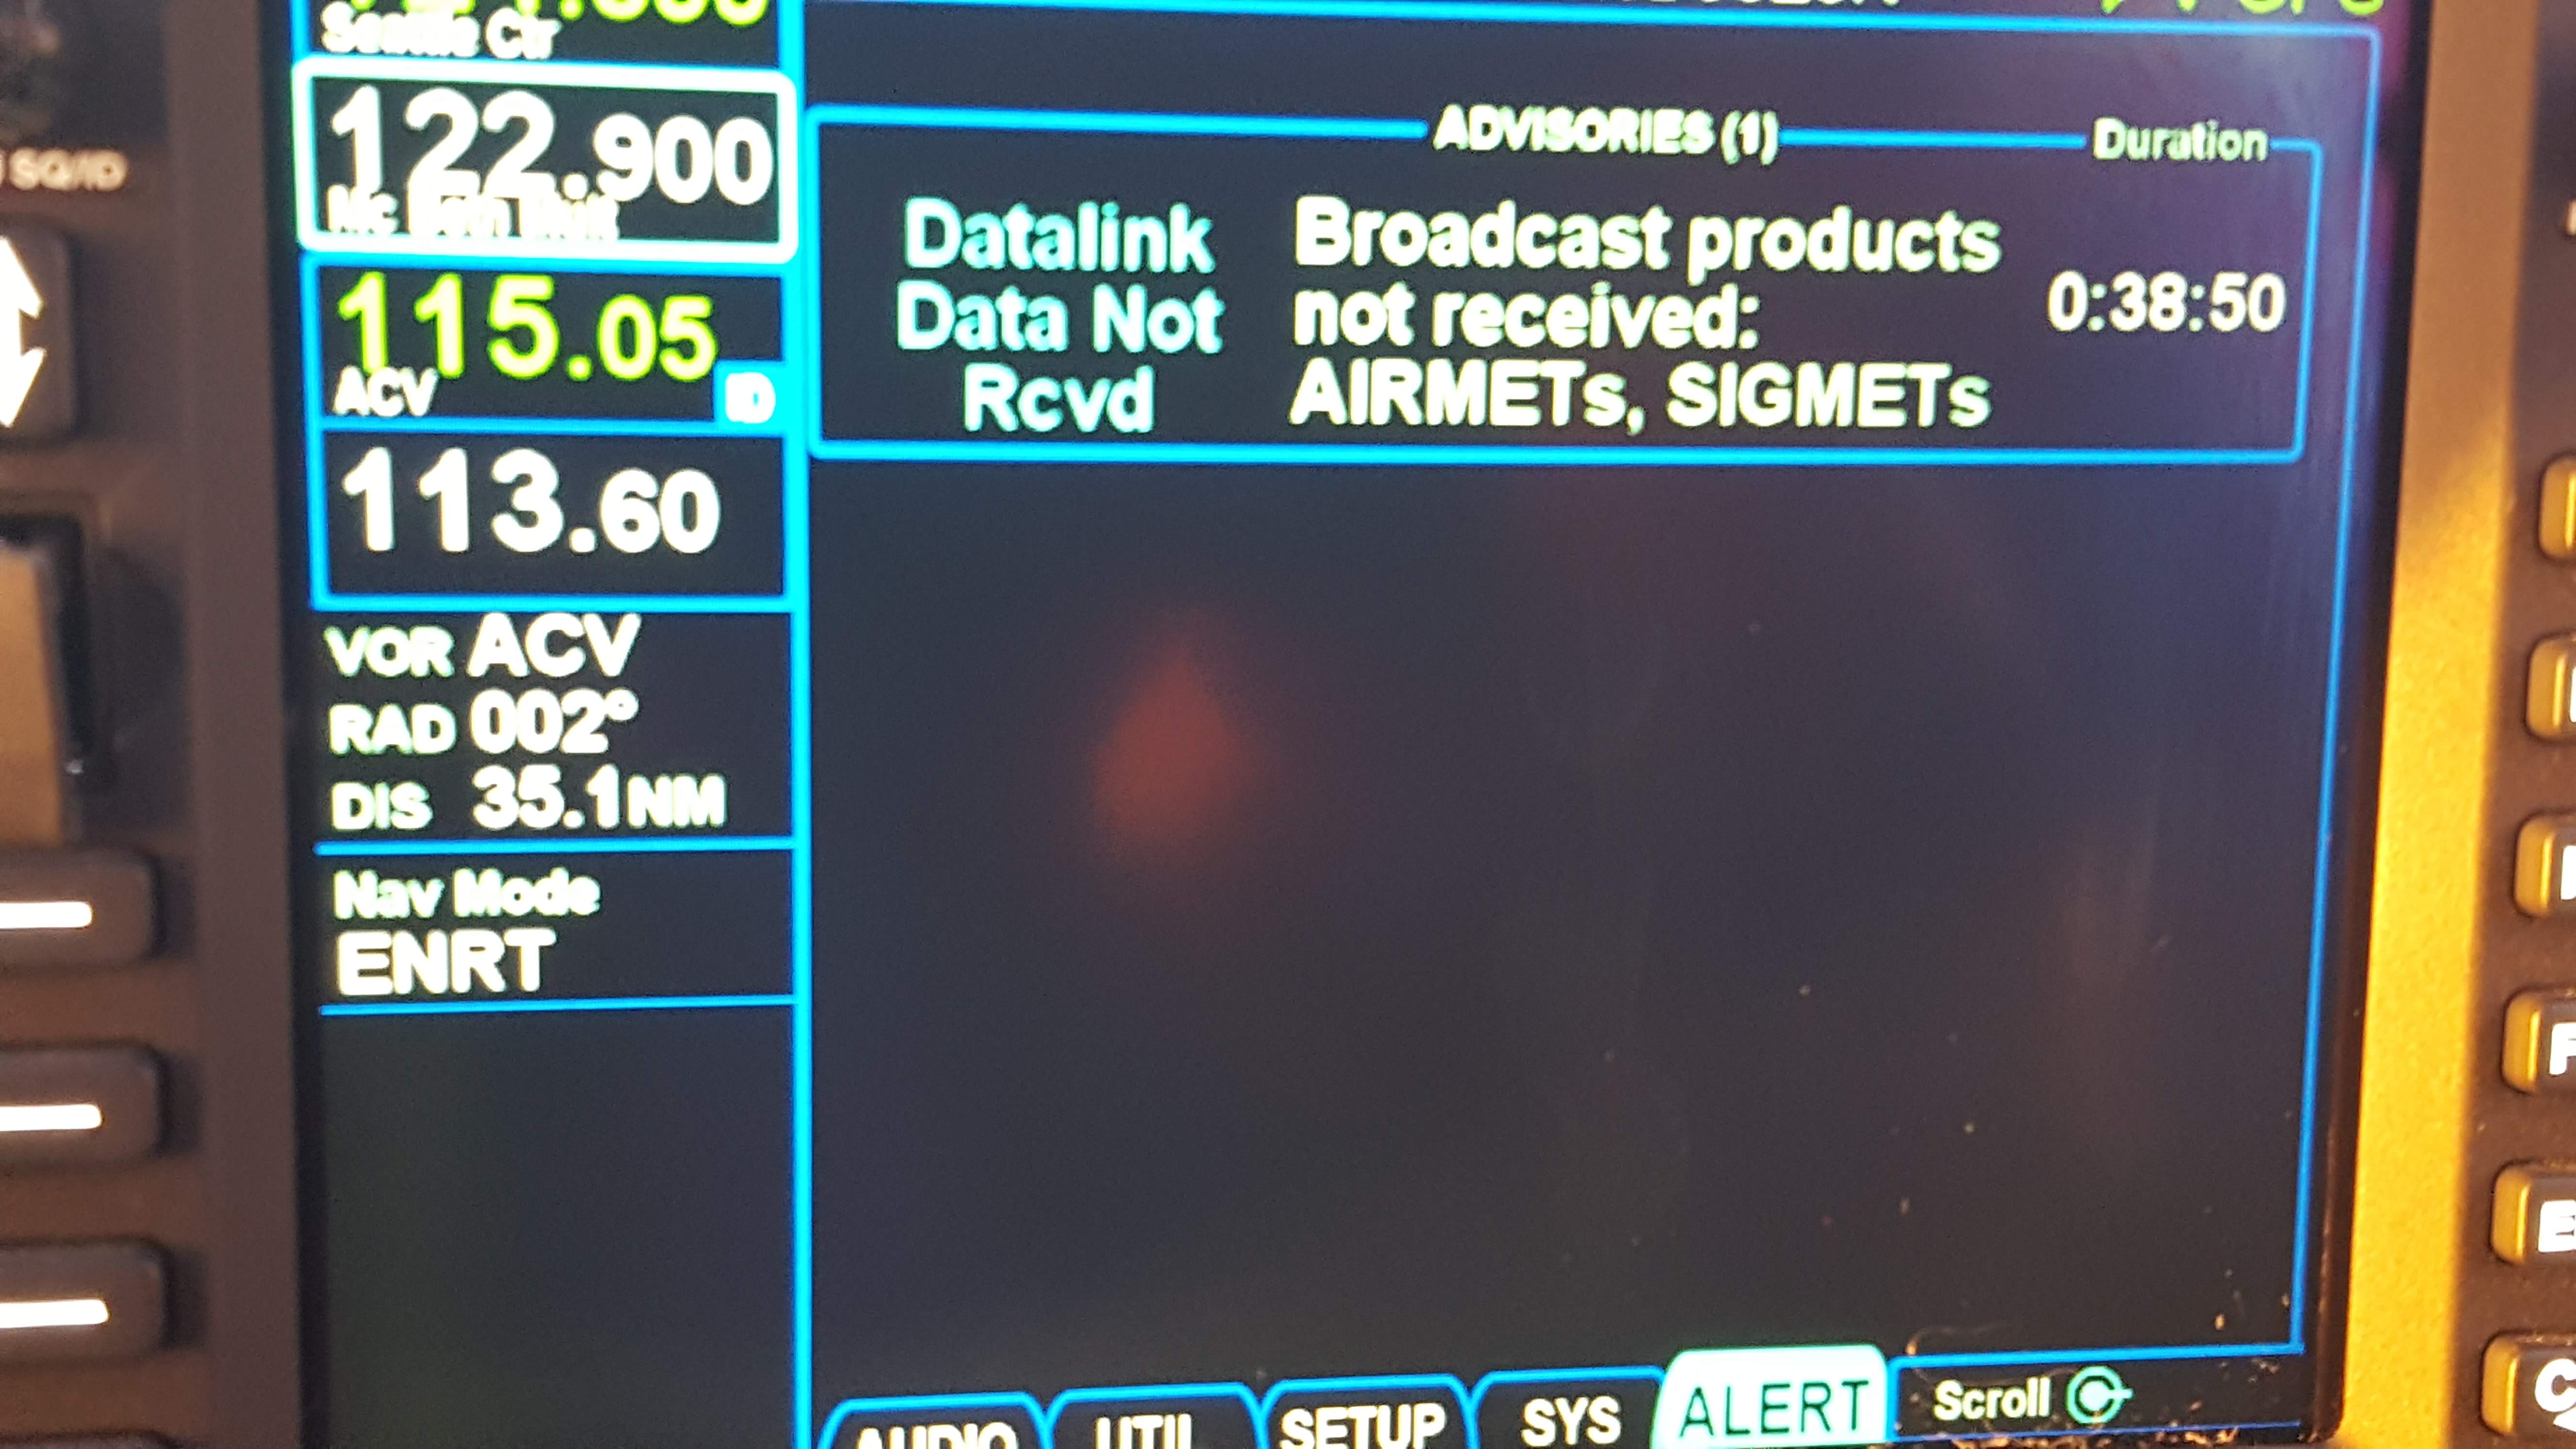 Seattle Ctr
SQ/ID
122.900
115.05
ACV
ID
113.60
VOR ACV
RAD 002°
DIS 35.1NM
Nav Mode
ENRT
ADVISORIES (1)
Duration
Datalink
Data Not
Rcvd
Broadcast products
not received:
AIRMETs, SIGMETs
0:38:50
AUDIO
UTIL
SETUP
SYS
ALERT
Scroll